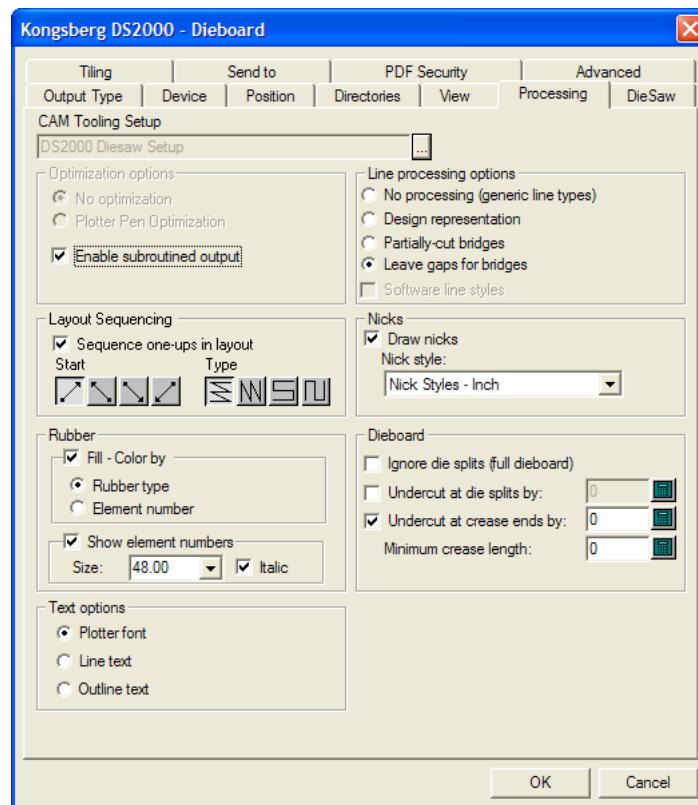 Kongsberg DS2000 - Dieboard
Tiling
Send to
PDF Security
Advanced
Output Type
Device
Position
Directories
View
Processing
DieSaw
CAM Tooling Setup
DS2000 Diesaw Setup
...
Optimization options
No optimization
Plotter Pen Optimization
Enable subroutined output
Line processing options
No processing (generic line types)
Design representation
Partially-cut bridges
Leave gaps for bridges
Software line styles
Layout Sequencing
Sequence one-ups in layout
Start
Type
Nicks
Draw nicks
Nick style:
Nick Styles - Inch
Rubber
Fill - Color by
Rubber type
Element number
Show element numbers
Size:
48.00
Italic
Dieboard
Ignore die splits (full dieboard)
Undercut at die splits by:
0
Undercut at crease ends by:
0
Minimum crease length:
0
Text options
Plotter font
Line text
Outline text
OK
Cancel